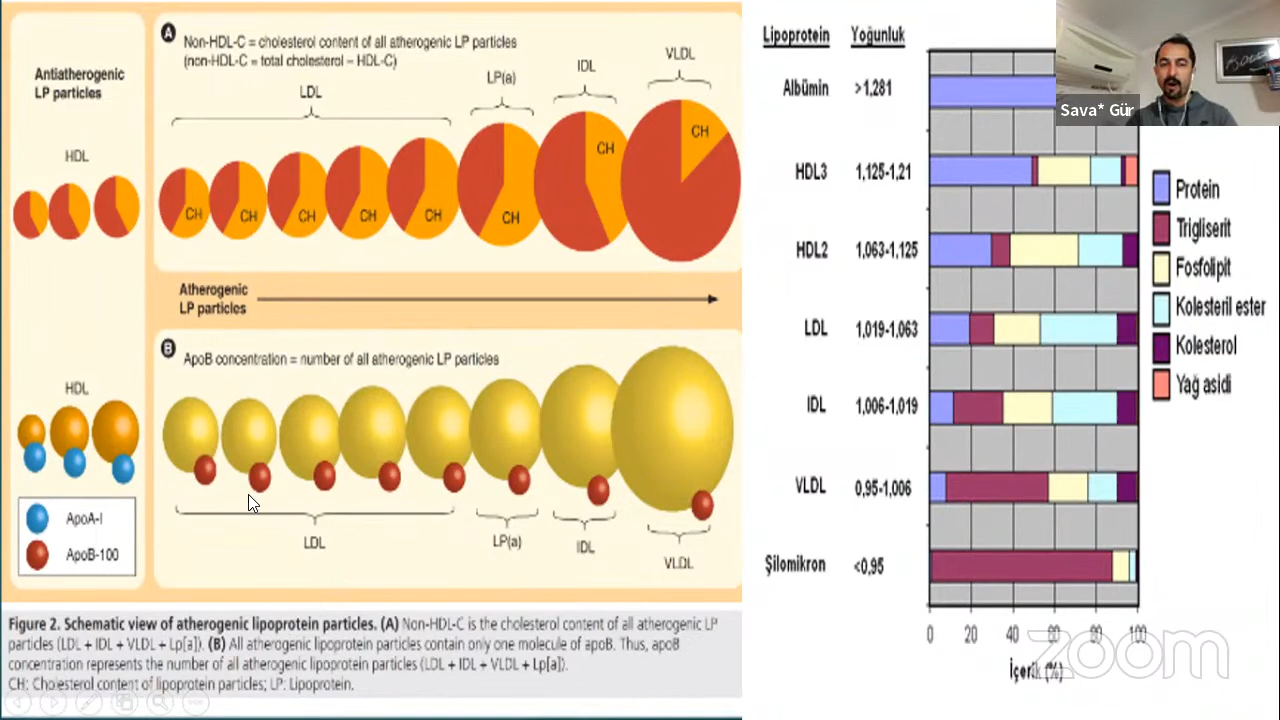 Antiatherogenic
LP particles
HDL
A
Non-HDL-C = cholesterol content of all atherogenic LP particles
(non-HDL-C = total cholesterol – HDL-C)
LDL
LP(a)
IDL
VLDL
CH
CH
CH
CH
CH
CH
CH
CH
Atherogenic
LP particles
B
ApoB concentration = number of all atherogenic LP particles
HDL
ApoA-I
ApoB-100
LDL
LP(a)
IDL
VLDL
Figure 2. Schematic view of atherogenic lipoprotein particles. (A) Non-HDL-C is the cholesterol content of all atherogenic LP
particles (LDL + IDL + VLDL + Lp[a]). (B) All atherogenic lipoprotein particles contain only one molecule of apoB. Thus, apoB
concentration represents the number of all atherogenic lipoprotein particles (LDL + IDL + VLDL + Lp[a]).
CH: Cholesterol content of lipoprotein particles; LP: Lipoprotein.
Lipoprotein Yoğunluk
Albümin >1,281
HDL3 1,125-1,21
HDL2 1,063-1,125
LDL 1,019-1,063
IDL 1,006-1,019
VLDL 0,95-1,006
Şilomikron <0,95
0 20 40 60 80 100
İçerik (%)
Protein
Trigliserit
Fosfolipit
Kolesteril ester
Kolesterol
Yağ asidi
Sava* Gür
zoom